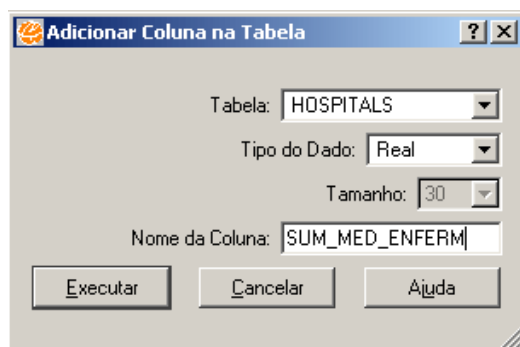 Adicionar Coluna na Tabela
Tabela: HOSPITALS
Tipo do Dado: Real
Tamanho: 30
Nome da Coluna: SUM_MED_ENFERM
Executar Cancelar Ajuda